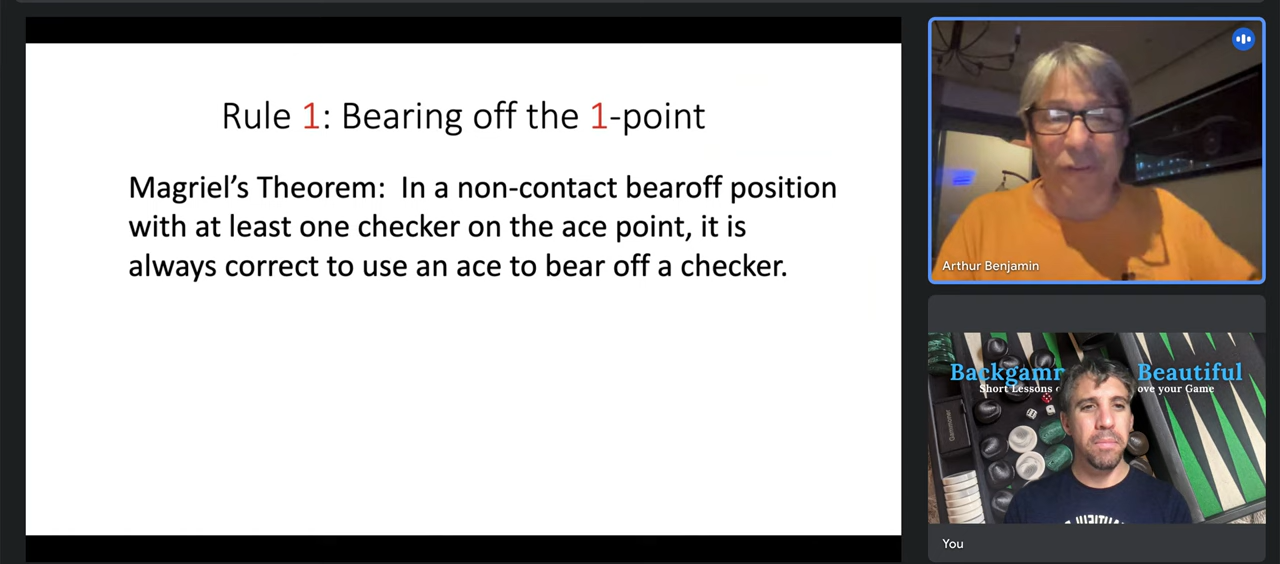 Rule 1: Bearing off the 1-point
Magriel’s Theorem: In a non-contact bearoff position
with at least one checker on the ace point, it is
always correct to use an ace to bear off a checker.
Arthur Benjamin
Beautiful
Short Lessons
ove your Game
You